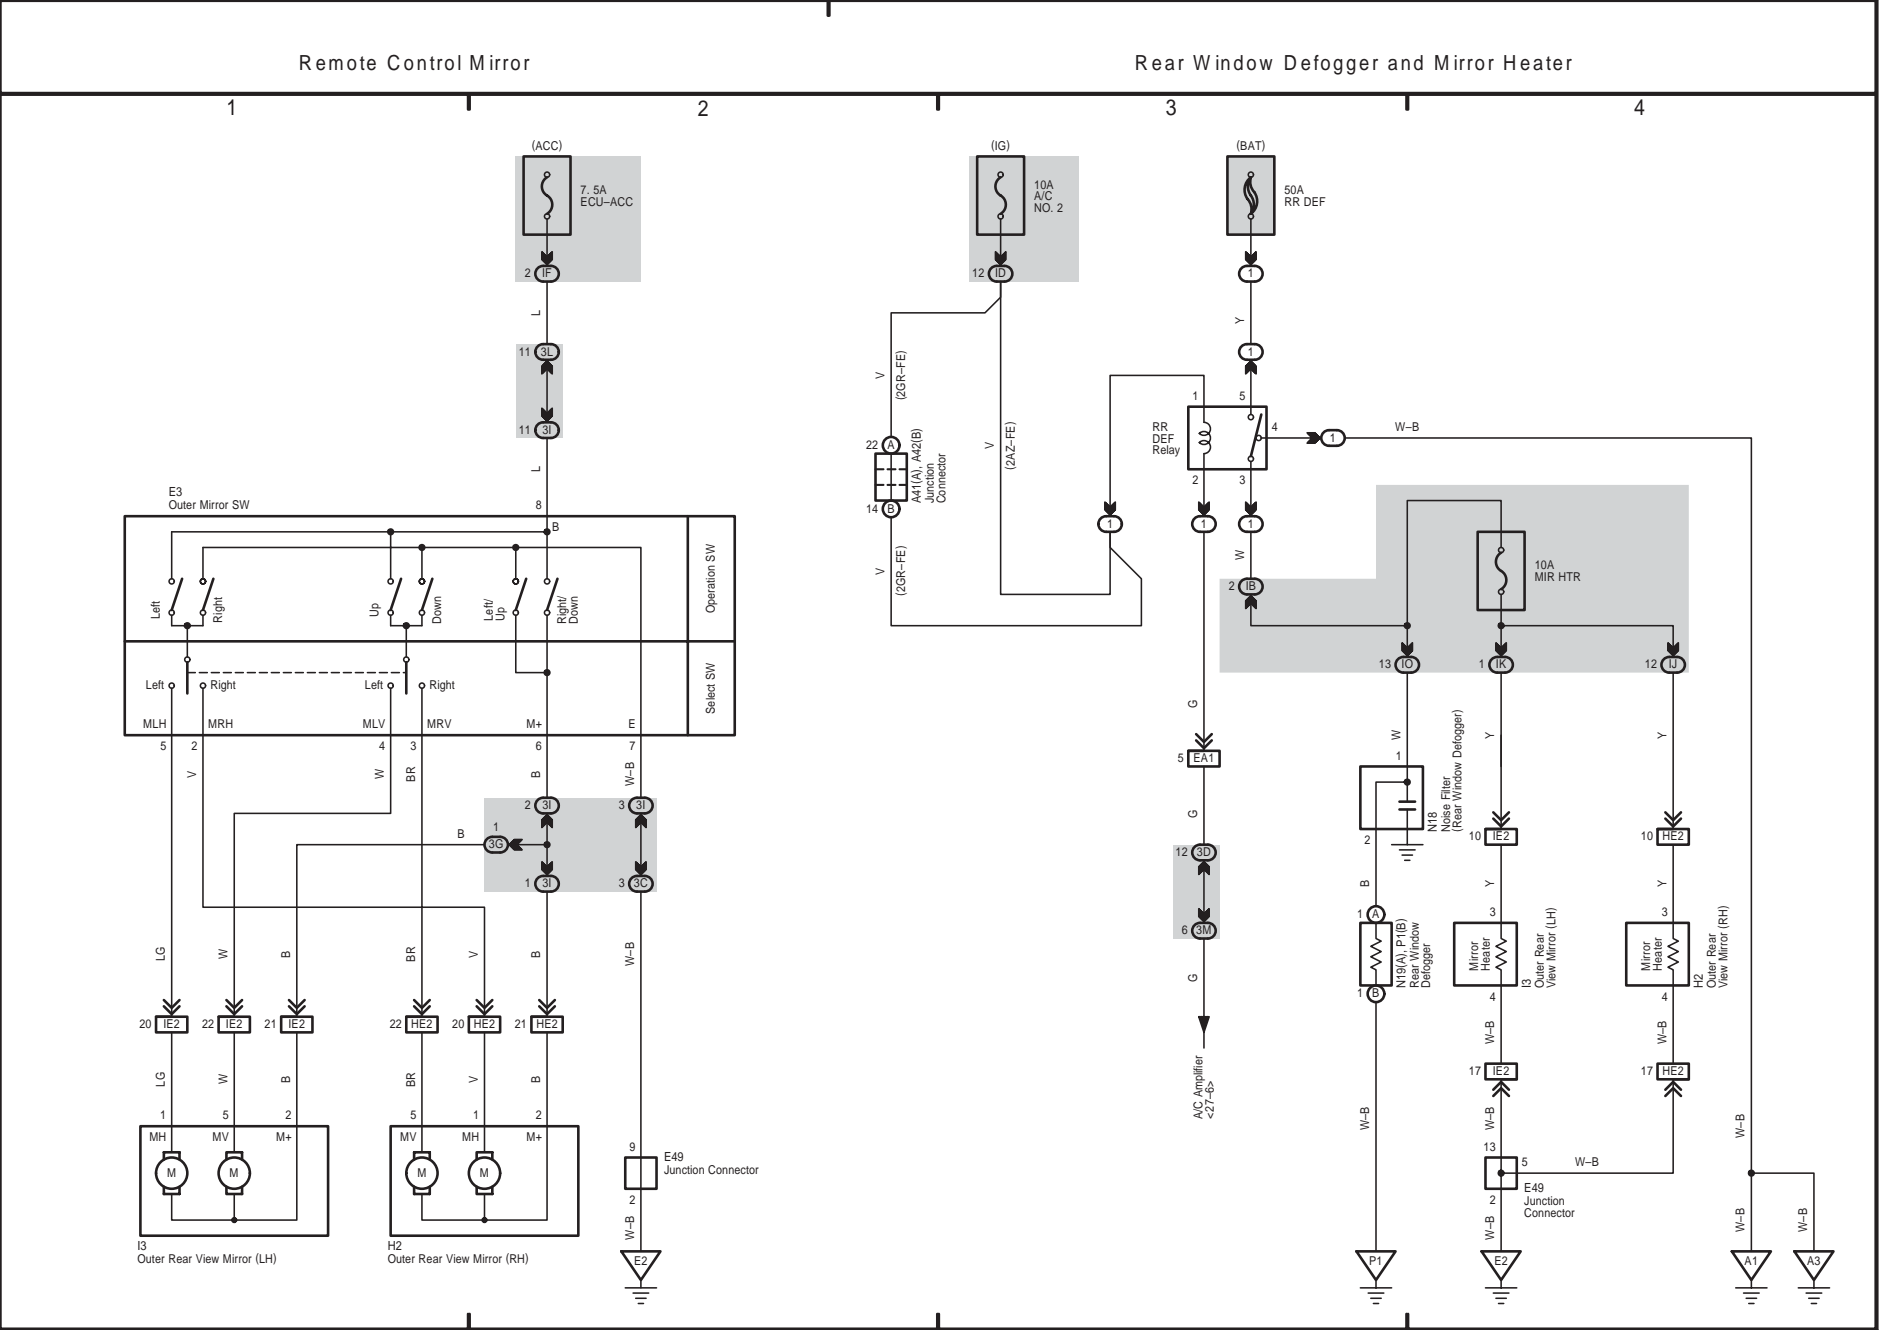 Remote Control Mirror
Rear Window Defogger and Mirror Heater
1
2
3
4
(ACC)
7. 5A
ECU–ACC
2 IF
L
11 3L
11 3I
L
E3
Outer Mirror SW
8
B
Left
Right
Up
Down
Left/
Up
Right/
Down
Operation SW
Select SW
Left
Right
Left
Right
MLH
MRH
MLV
MRV
M+
E
5
2
4
3
6
7
V
W
BR
B
W–B
2 3I
3 3I
1
3G
B
1 3I
3 3C
LG
W
B
BR
V
B
W–B
20 IE2
22 IE2
21 IE2
22 HE2
20 HE2
21 HE2
LG
W
B
BR
V
B
1
5
2
5
1
2
MH
MV
M+
MV
MH
M+
M
M
M
M
I3
Outer Rear View Mirror (LH)
H2
Outer Rear View Mirror (RH)
9
E49
Junction Connector
2
W–B
E2
(IG)
10A
A/C
NO. 2
12 ID
V
(2GR–FE)
V
(2AZ–FE)
22 A
A41(A), A42(B)
Junction
Connector
14 B
V
(2GR–FE)
(BAT)
50A
RR DEF
1
Y
1
1
5
RR
DEF
Relay
4
1
W–B
2
3
1
1
1
W
2 IB
10A
MIR HTR
13 IO
1 IK
12 IJ
G
5 EA1
G
12 3D
6 3M
G
A/C Amplifier
<27–6>
W
1
N18
Noise Filter
(Rear Window Defogger)
2
B
1 A
N19(A), P1(B)
Rear Window
Defogger
1 B
W–B
P1
Y
10 IE2
Y
3
Mirror
Heater
I3
Outer Rear
View Mirror (LH)
4
W–B
17 IE2
W–B
13
5
W–B
E49
Junction
Connector
2
W–B
E2
Y
10 HE2
Y
3
Mirror
Heater
H2
Outer Rear
View Mirror (RH)
4
W–B
17 HE2
W–B
W–B
W–B
A1
A3